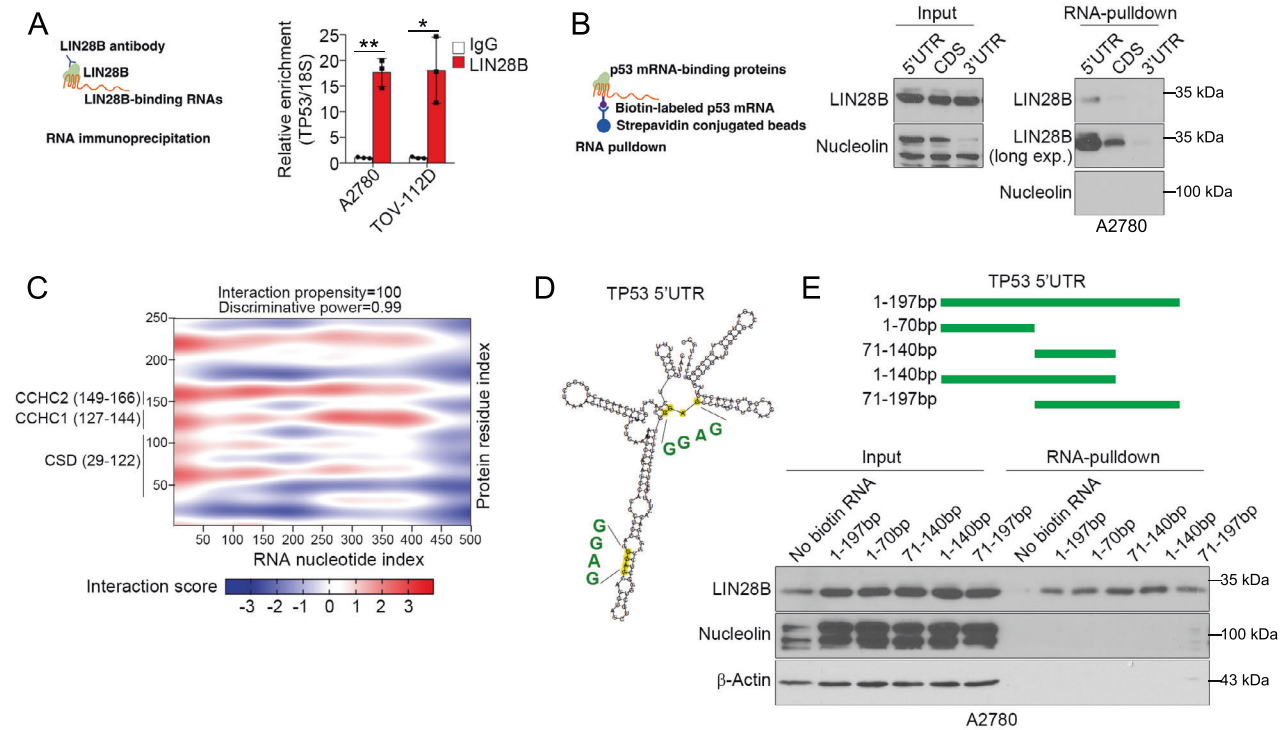 A
LIN28B antibody
LIN28B
LIN28B-binding RNAs
RNA immunoprecipitation
Relative enrichment
(TP53/18S)
25
20
15
10
5
0
**
*
IgG
LIN28B
A2780
TOV-112D
B
p53 mRNA-binding proteins
Biotin-labeled p53 mRNA
Strepavidin conjugated beads
RNA pulldown
Input
5'UTR
CDS
3'UTR
LIN28B
Nucleolin
RNA-pulldown
5'UTR
CDS
3'UTR
LIN28B
35 kDa
LIN28B
(long exp.)
35 kDa
Nucleolin
100 kDa
A2780
C
Interaction propensity=100
Discriminative power=0.99
250
200
150
100
50
CCHC2 (149-166)
CCHC1 (127-144)
CSD (29-122)
Protein residue index
50 100 150 200 250 300 350 400 450 500
RNA nucleotide index
Interaction score
-3 -2 -1 0 1 2 3
D
TP53 5'UTR
G G A G
G
G
A
G
E
TP53 5'UTR
1-197bp
1-70bp
71-140bp
1-140bp
71-197bp
Input
RNA-pulldown
No biotin RNA
1-197bp
1-70bp
71-140bp
1-140bp
71-197bp
No biotin RNA
1-197bp
1-70bp
71-140bp
1-140bp
71-197bp
LIN28B
35 kDa
Nucleolin
100 kDa
β-Actin
43 kDa
A2780